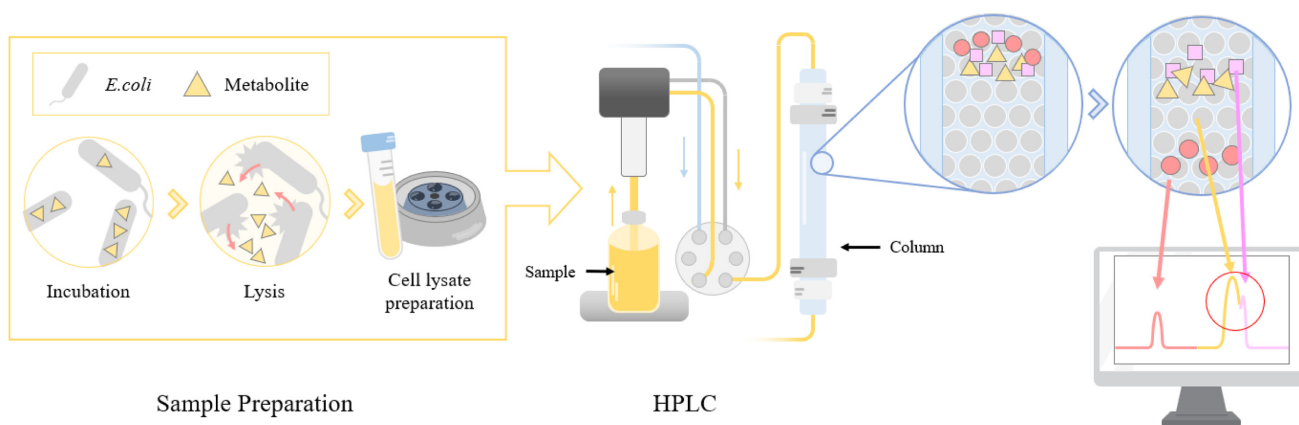 E.coli
Metabolite
Incubation
Lysis
Cell lysate
preparation
Sample
Column
Sample Preparation
HPLC